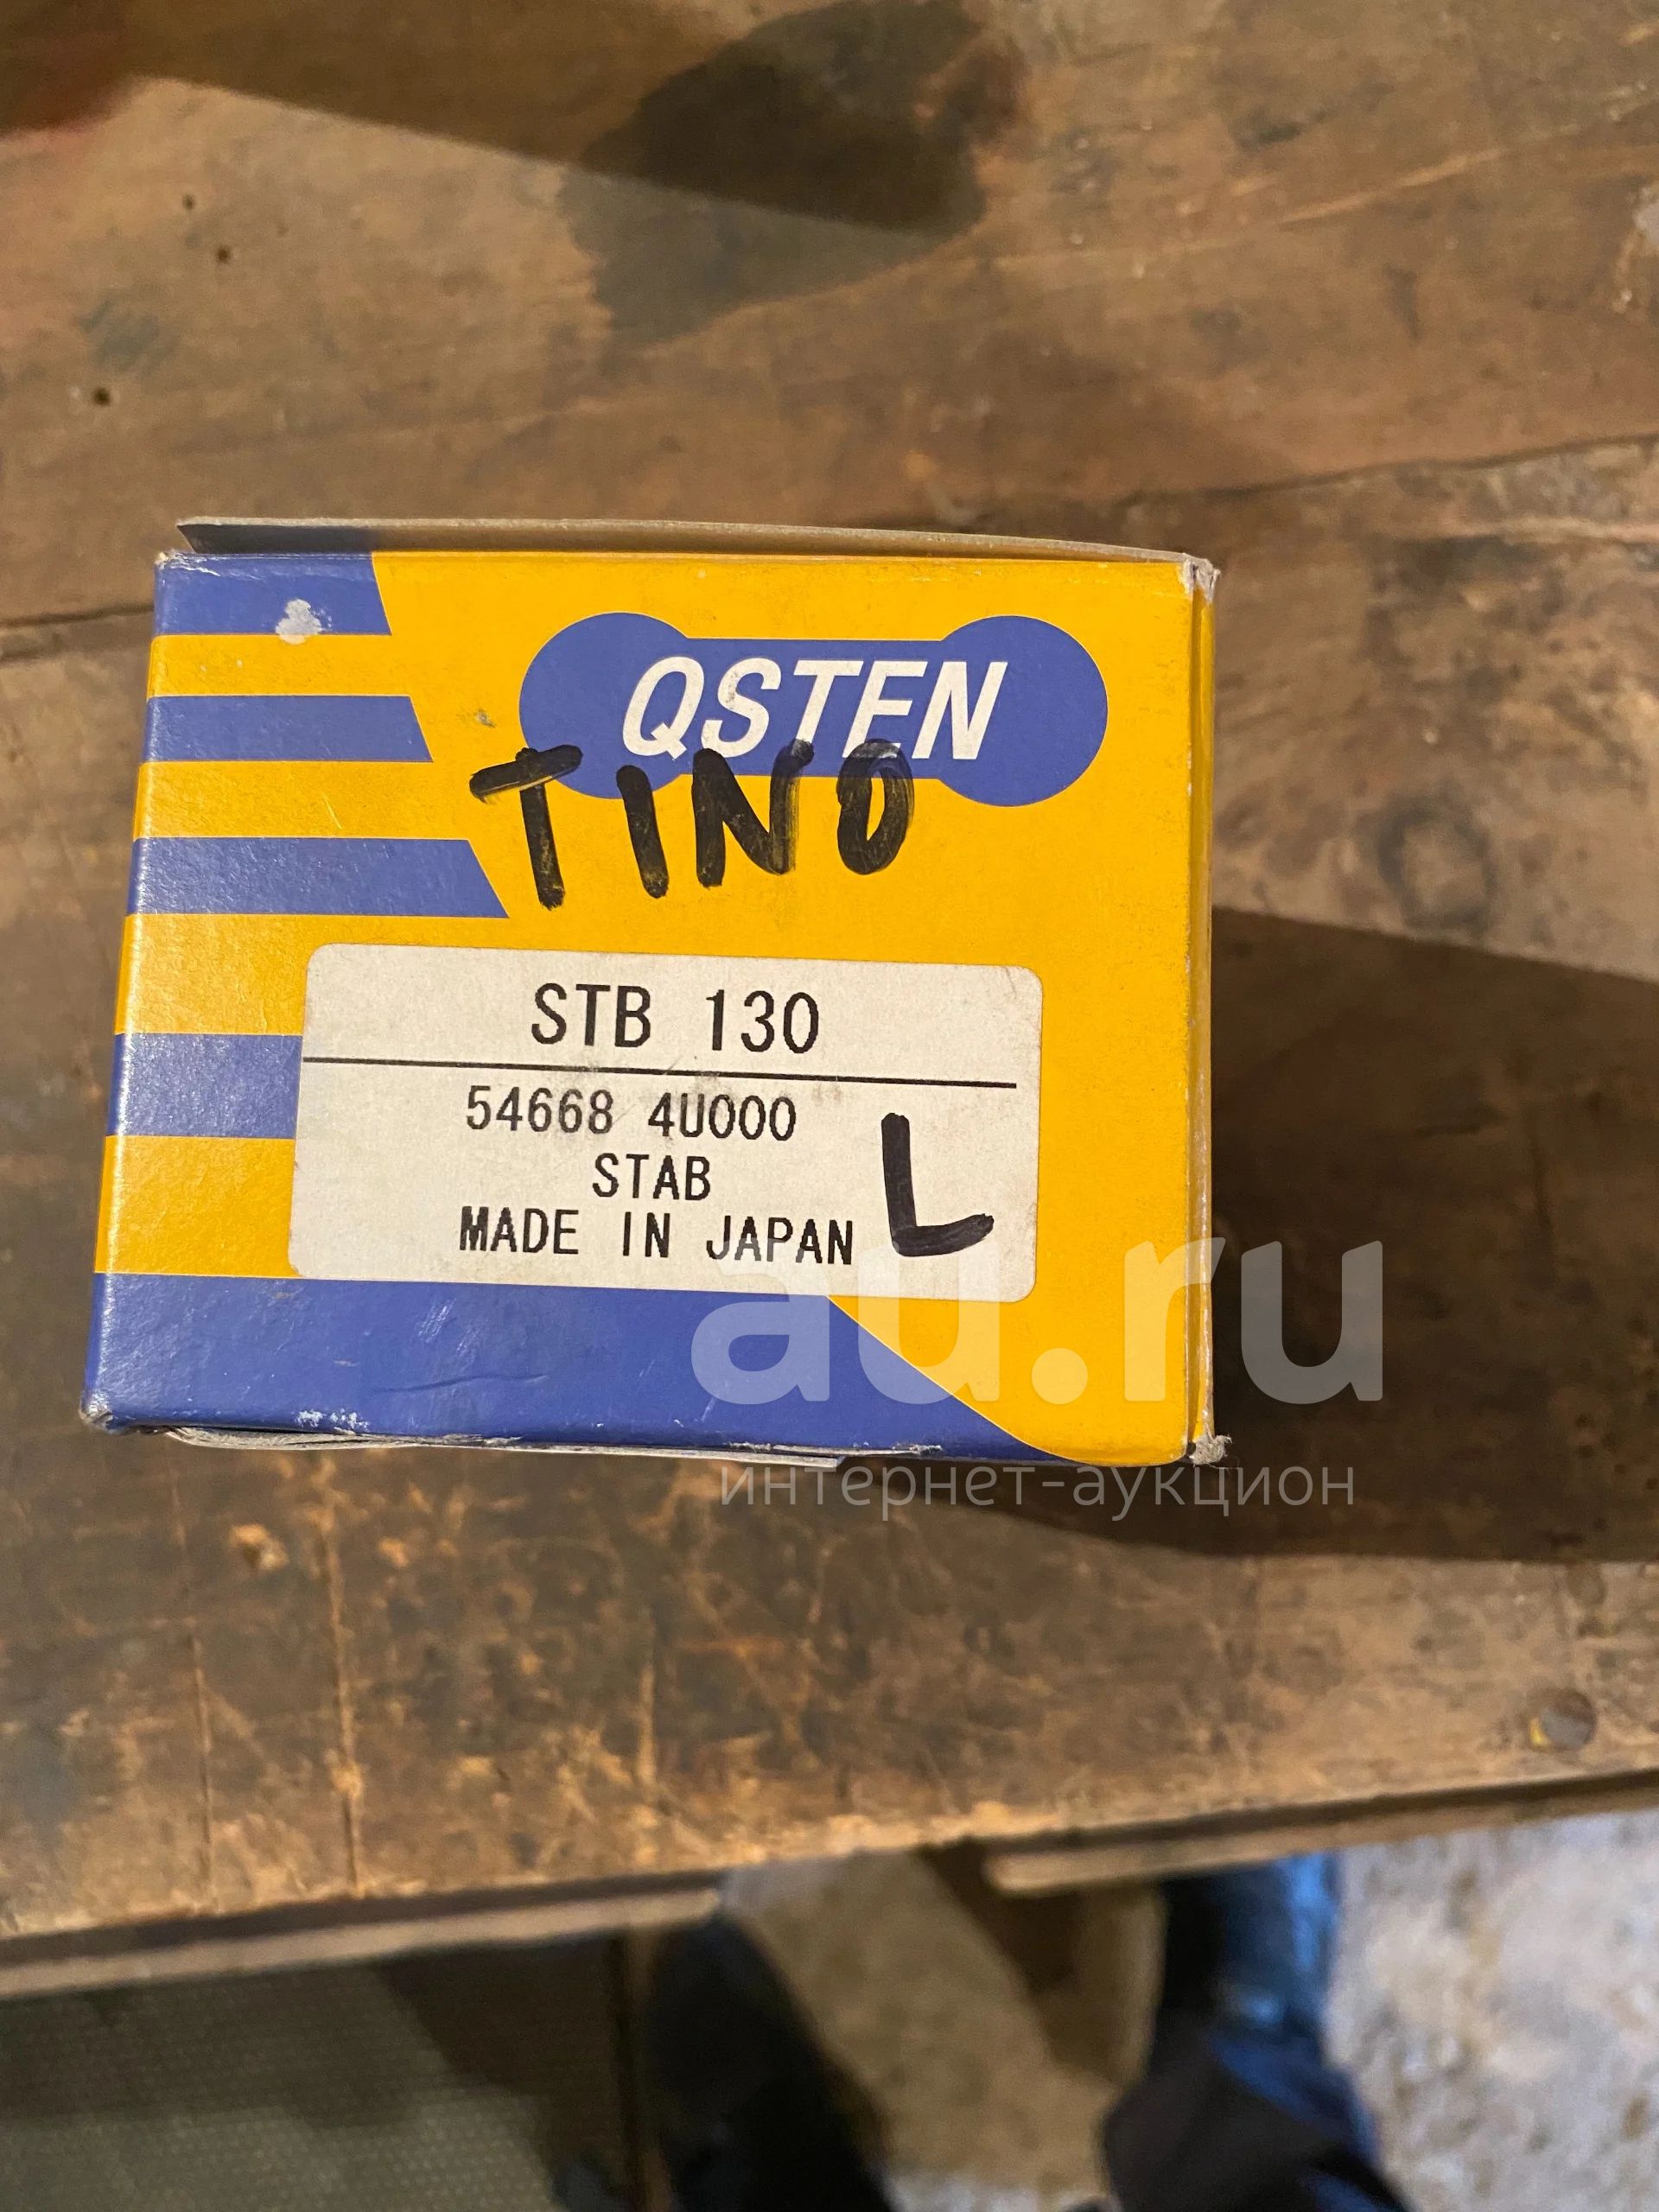 QSTEN
TINO
STB 130
54668 4U000
STAB
MADE IN JAPAN
L
au.ru
интернет-аукцион